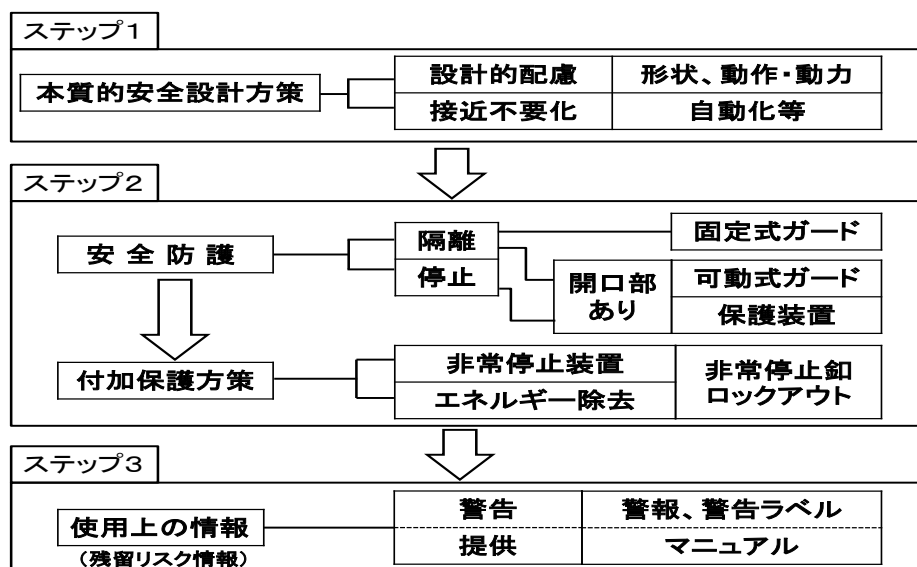 ステップ1
本質的安全設計方策
設計的配慮 形状、動作・動力
接近不要化 自動化等
ステップ2
安全防護
隔離
停止
固定式ガード
開口部
あり
可動式ガード
保護装置
付加保護方策
非常停止装置
エネルギー除去
非常停止釦
ロックアウト
ステップ3
使用上の情報
(残留リスク情報)
警告 警報、警告ラベル
提供 マニュアル